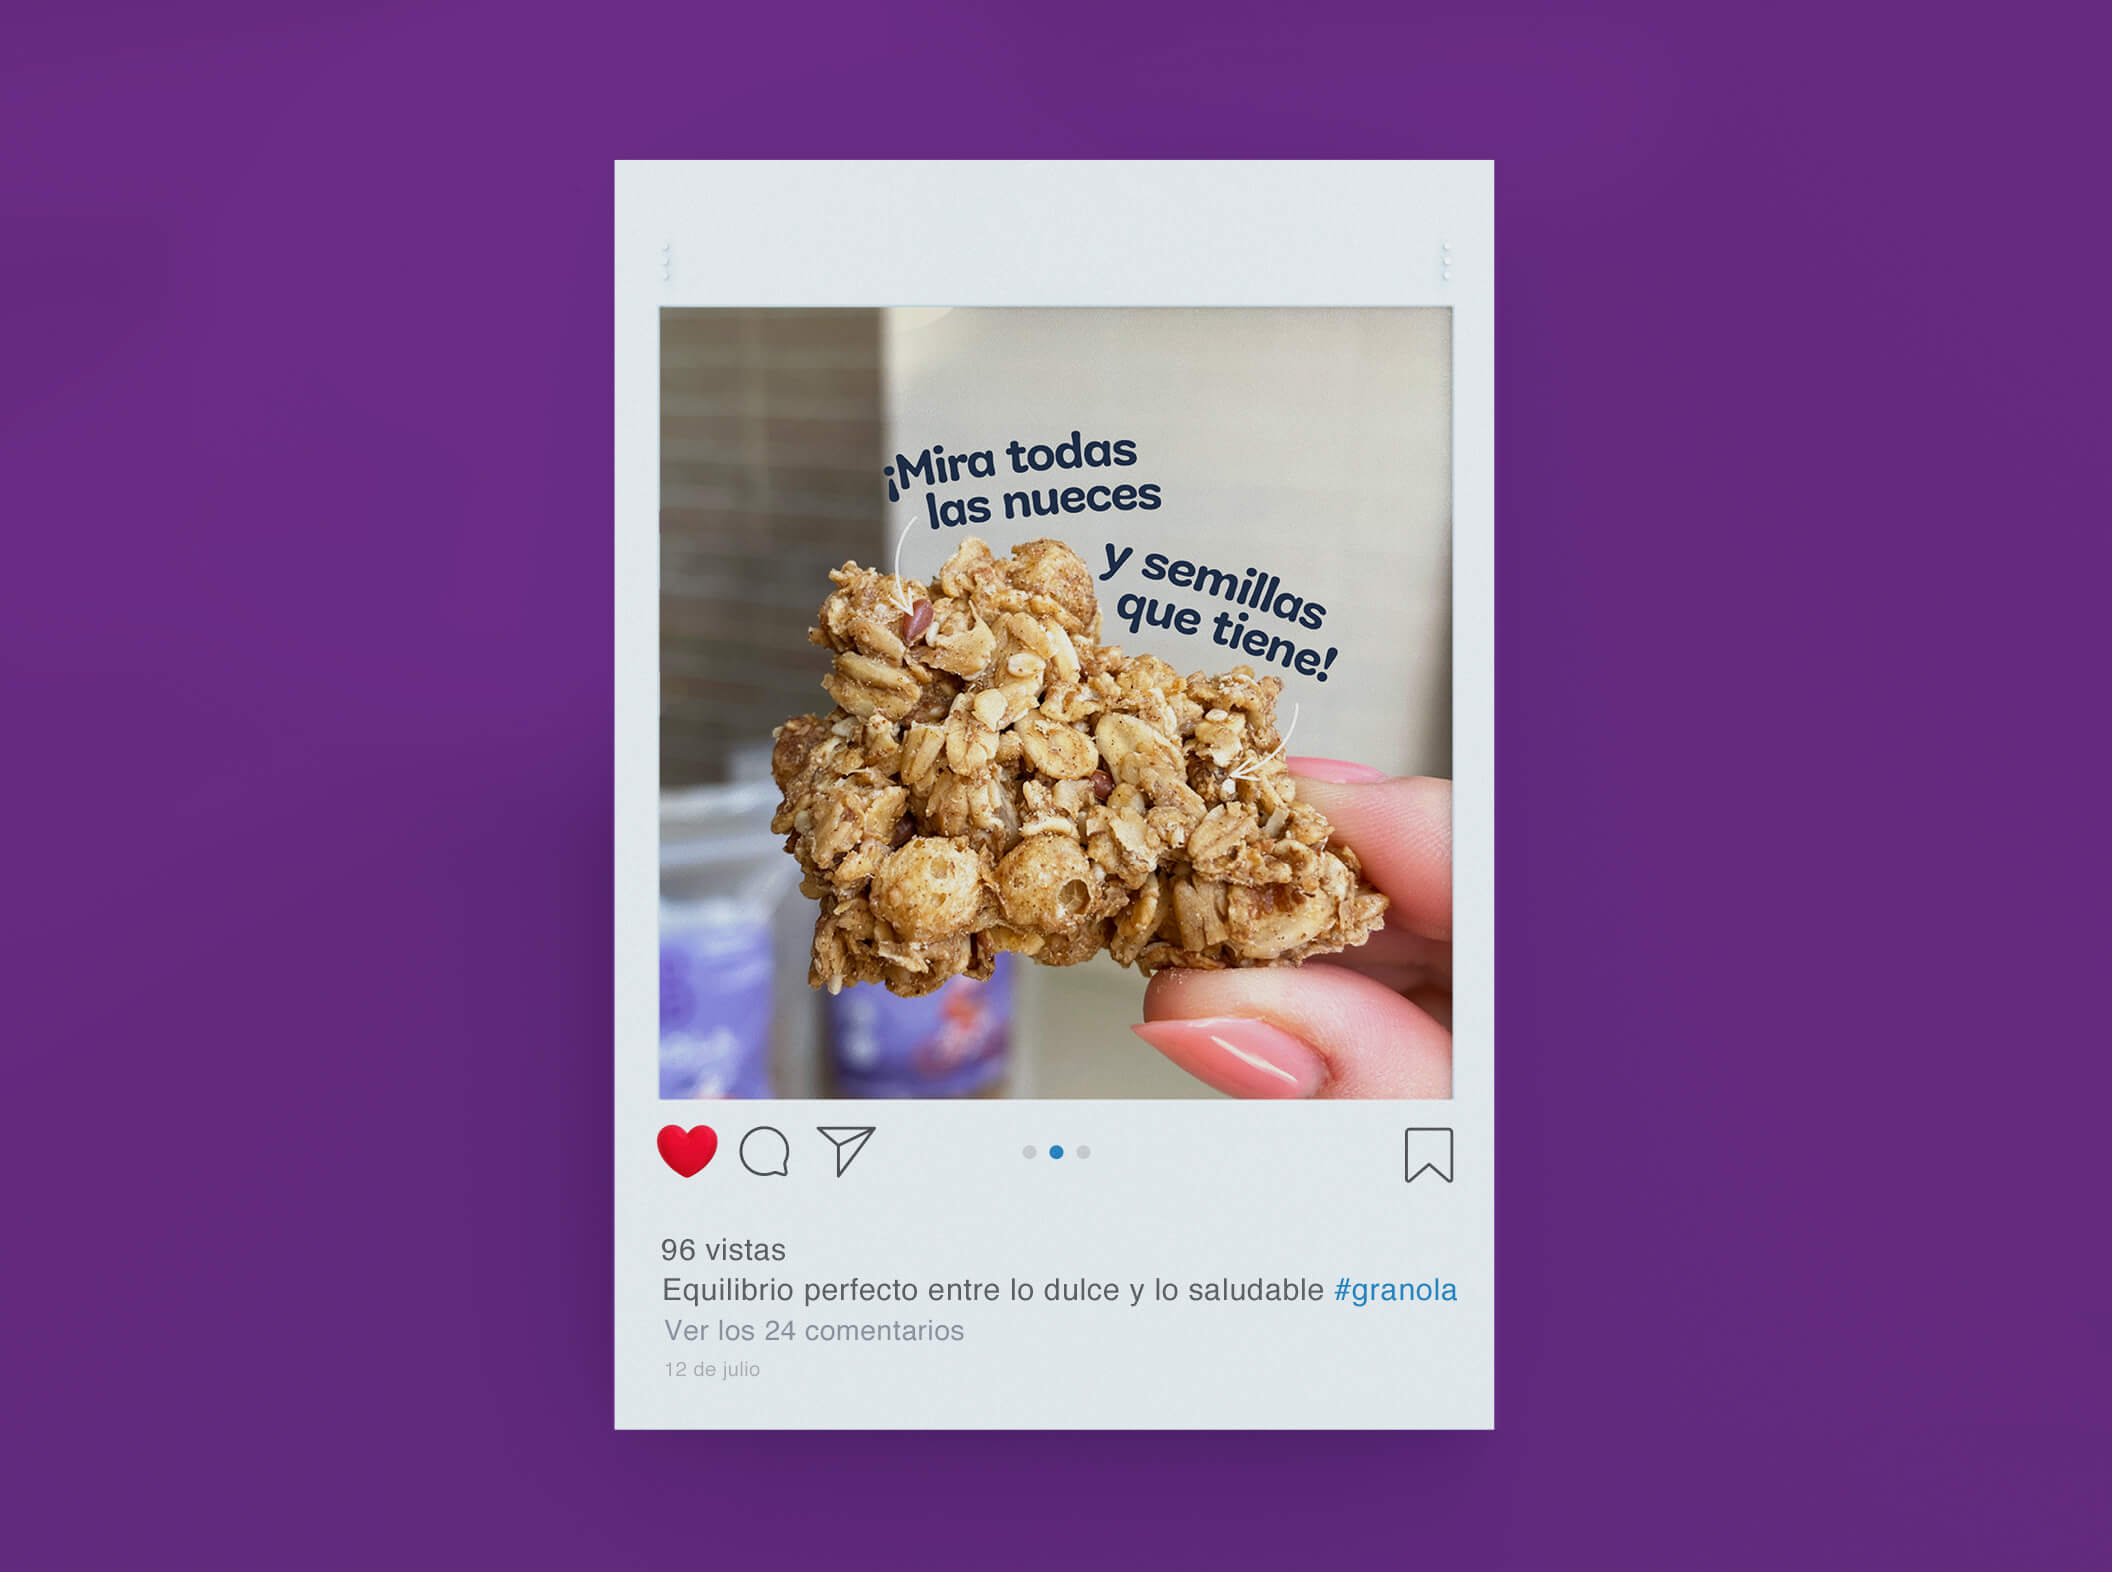 ¡Mira todas
las nueces
y semillas
que tiene!
96 vistas
Equilibrio perfecto entre lo dulce y lo saludable #granola
Ver los 24 comentarios
12 de julio